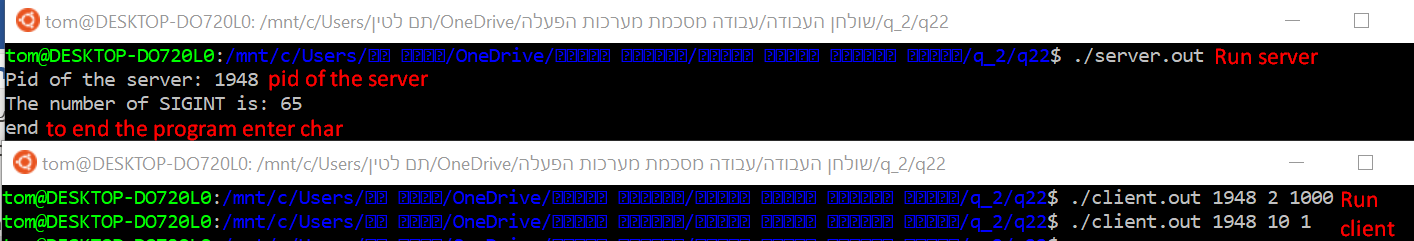 tom@DESKTOP-DO720L0: /mnt/c/Users/תם לטין/OneDrive/שולחן העבודה/עבודה מסכמת מערכות הפעלה/q_2/q22
tom@DESKTOP-DO720L0:/mnt/c/Users/ /OneDrive/ / /q_2/q22$ ./server.out Run server
Pid of the server: 1948 pid of the server
The number of SIGINT is: 65
end to end the program enter char
tom@DESKTOP-DO720L0: /mnt/c/Users/תם לטין/OneDrive/שולחן העבודה/עבודה מסכמת מערכות הפעלה/q_2/q22
tom@DESKTOP-DO720L0:/mnt/c/Users/ /OneDrive/ / /q_2/q22$ ./client.out 1948 2 1000 Run
tom@DESKTOP-DO720L0:/mnt/c/Users/ /OneDrive/ / /q_2/q22$ ./client.out 1948 10 1 client